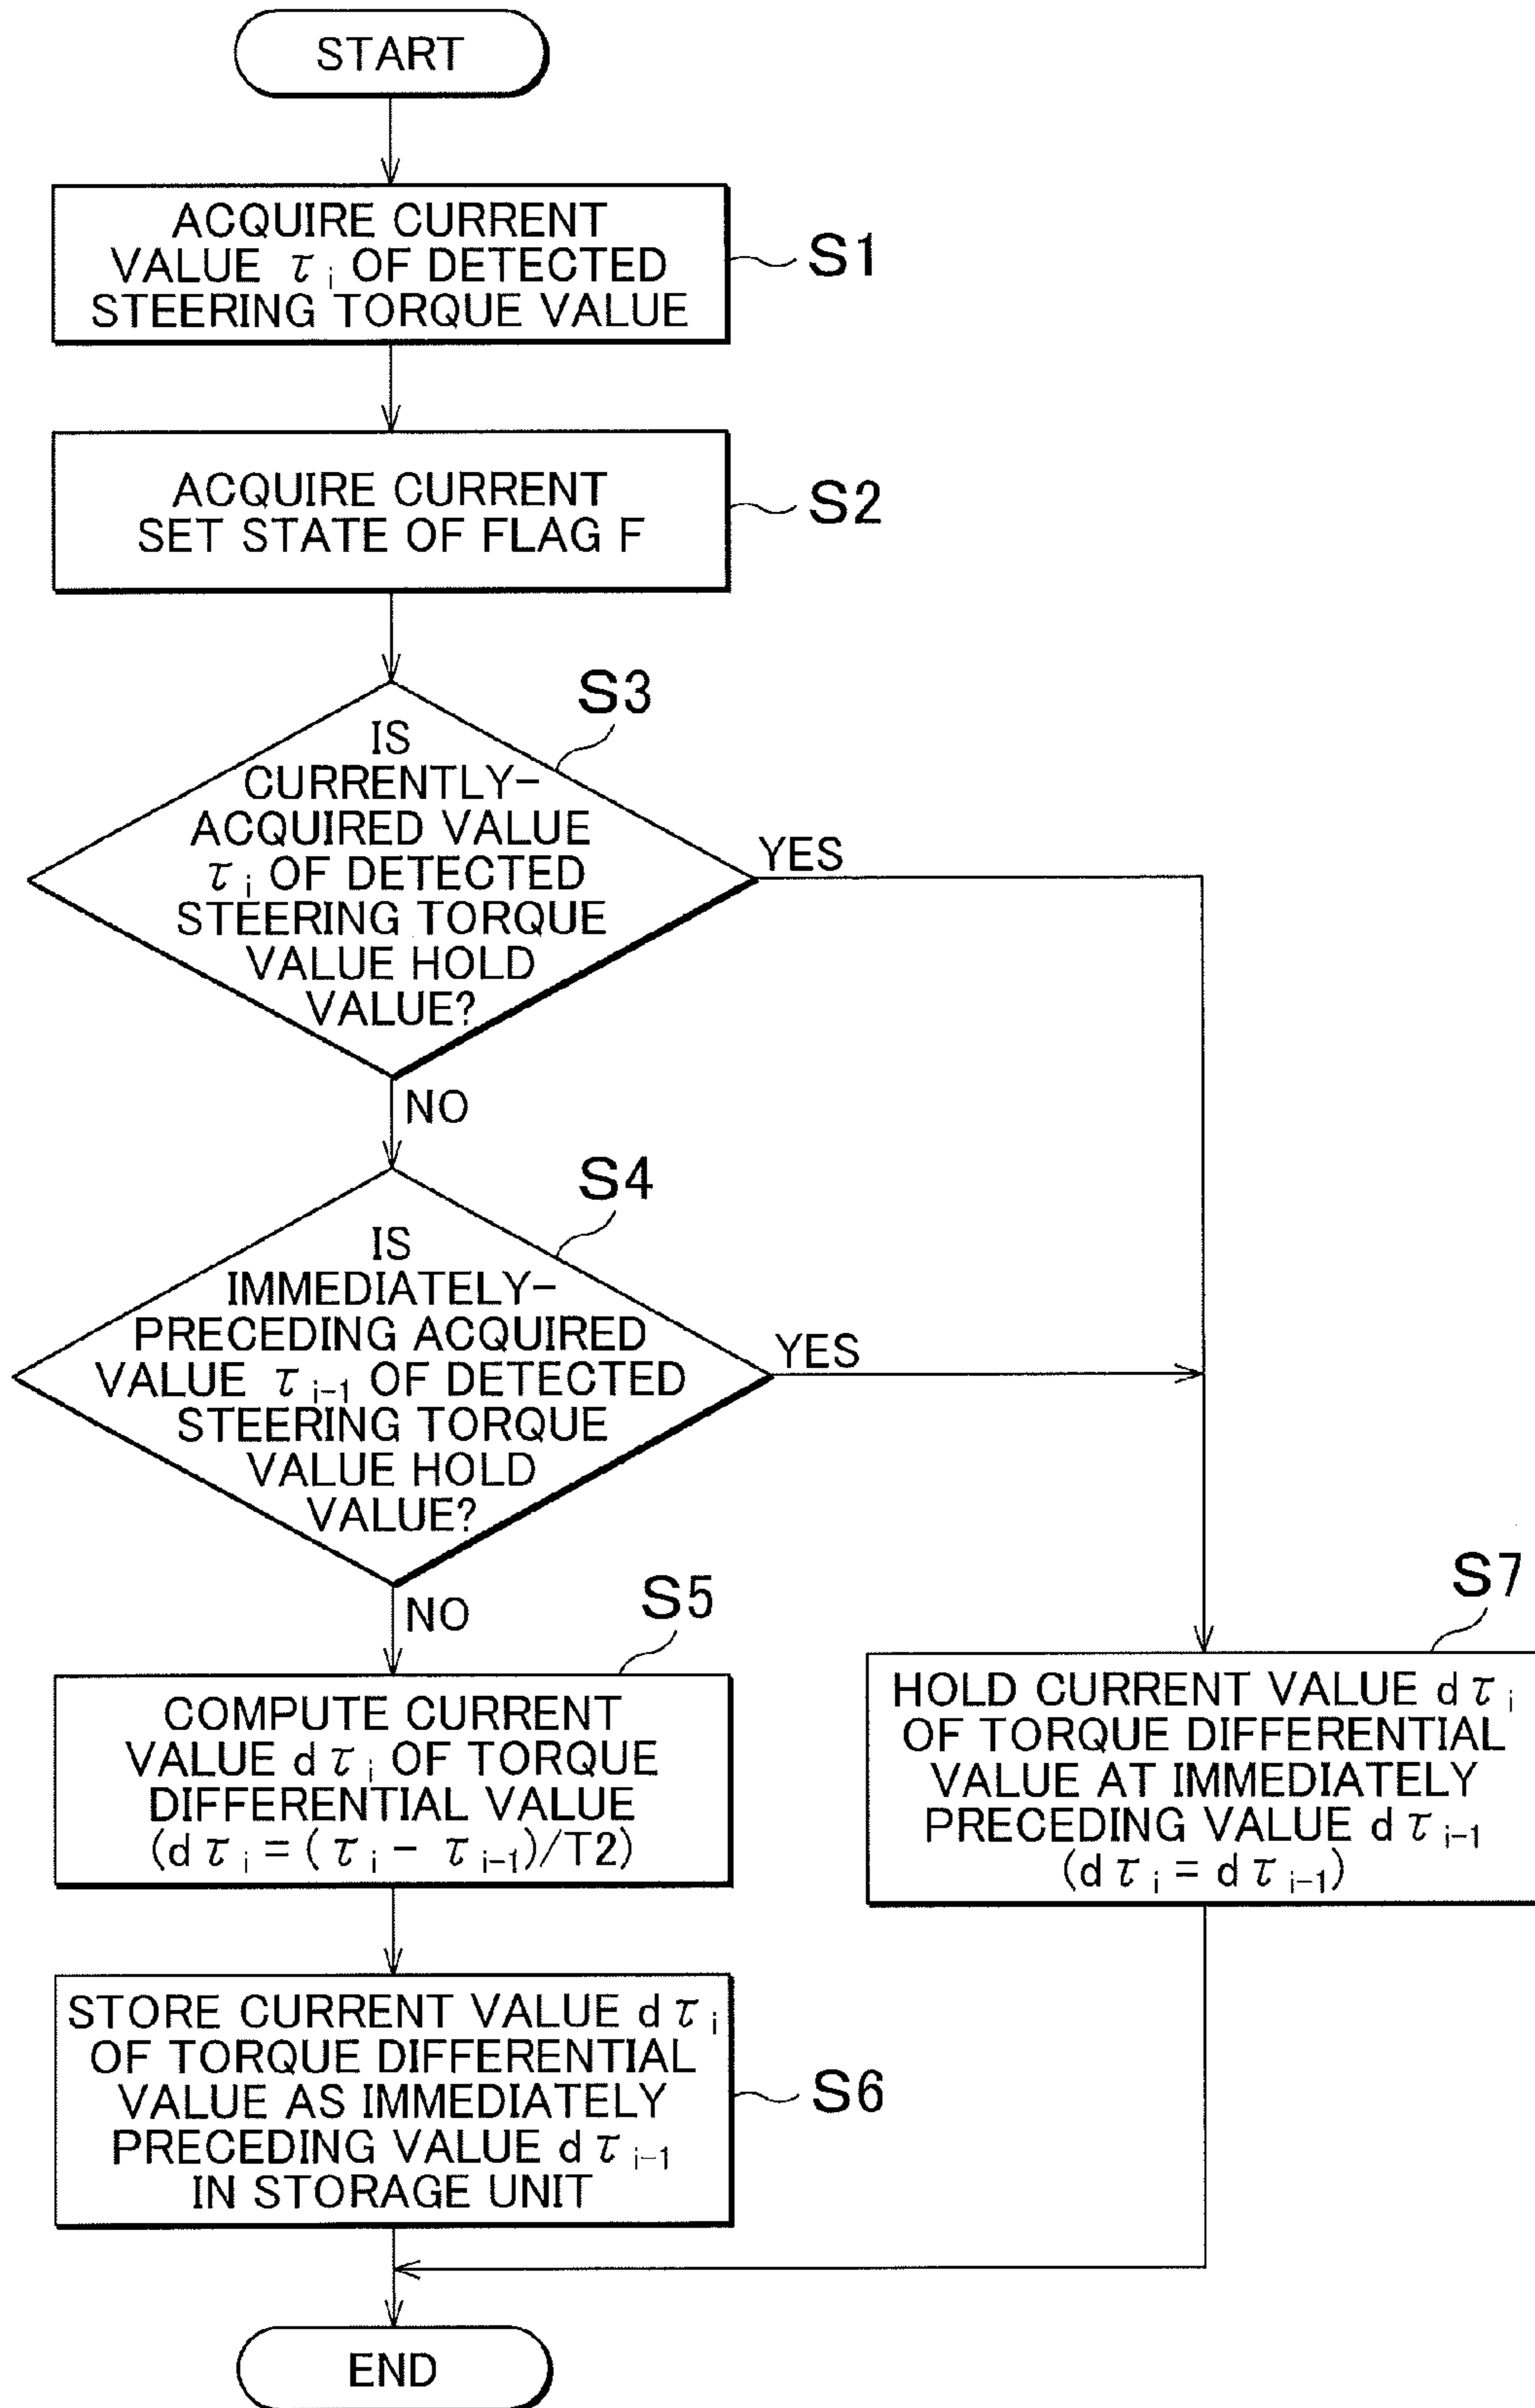 START
ACQUIRE CURRENT
VALUE τi OF DETECTED
STEERING TORQUE VALUE
S1
ACQUIRE CURRENT
SET STATE OF FLAG F
S2
S3
IS
CURRENTLY-
ACQUIRED VALUE
τi OF DETECTED
STEERING TORQUE
VALUE HOLD
VALUE?
YES
NO
S4
IS
IMMEDIATELY-
PRECEDING ACQUIRED
VALUE τi-1 OF DETECTED
STEERING TORQUE
VALUE HOLD
VALUE?
YES
NO
S5
COMPUTE CURRENT
VALUE dτi OF TORQUE
DIFFERENTIAL VALUE
(dτi = (τi - τi-1)/T2)
S7
HOLD CURRENT VALUE dτi
OF TORQUE DIFFERENTIAL
VALUE AT IMMEDIATELY
PRECEDING VALUE dτi-1
(dτi = dτi-1)
STORE CURRENT VALUE dτi
OF TORQUE DIFFERENTIAL
VALUE AS IMMEDIATELY
PRECEDING VALUE dτi-1
IN STORAGE UNIT
S6
END